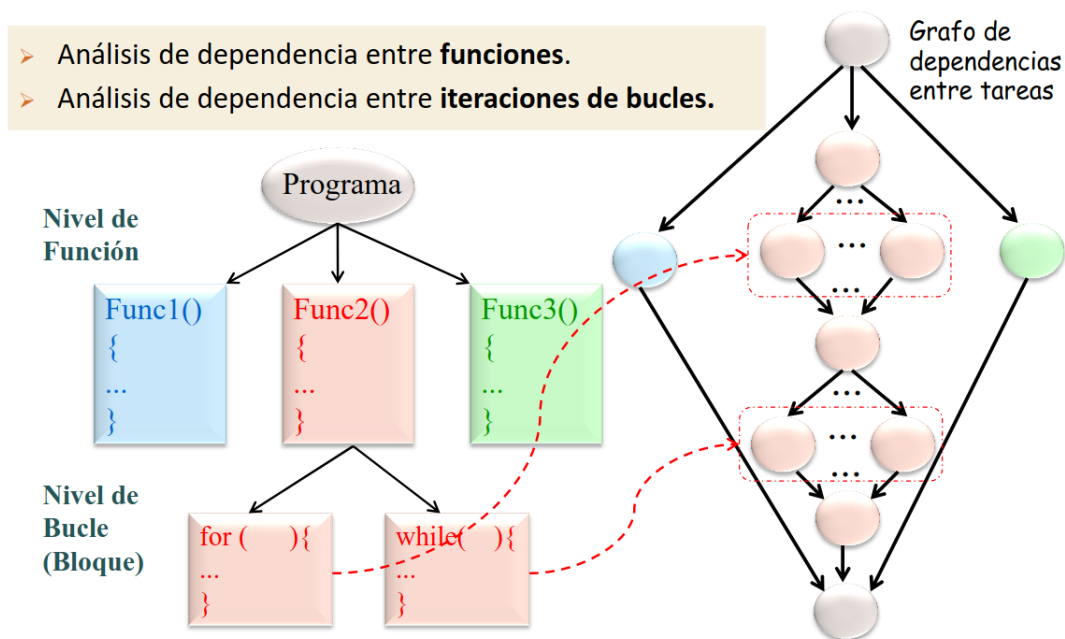 Análisis de dependencia entre funciones.
Análisis de dependencia entre iteraciones de bucles.
Grafo de
dependencias
entre tareas
Programa
Nivel de
Función
Func1()
{
...
}
Func2()
{
...
}
Func3()
{
...
}
Nivel de
Bucle
(Bloque)
for ( ){
...
}
while( ){
...
}
...
...
...
...
...
...